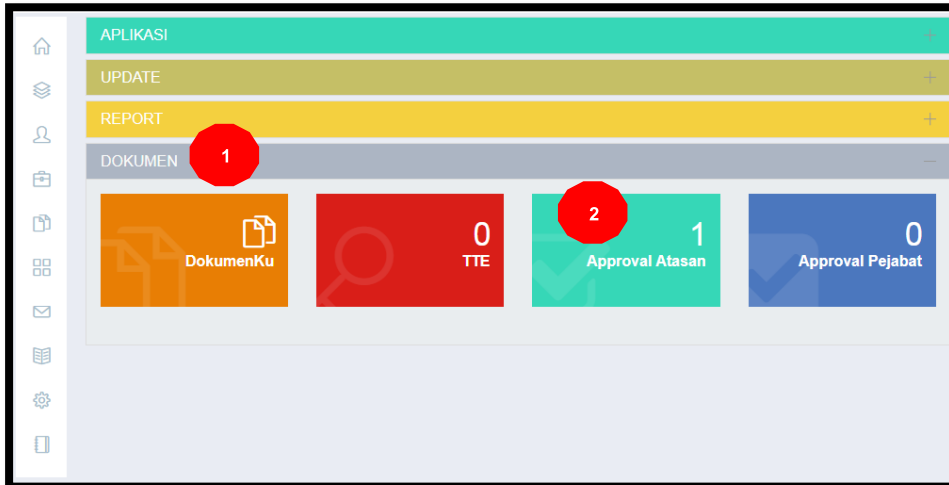 APLIKASI
UPDATE
REPORT
DOKUMEN
1
DokumenKu
0
TTE
2
1
Approval Atasan
0
Approval Pejabat